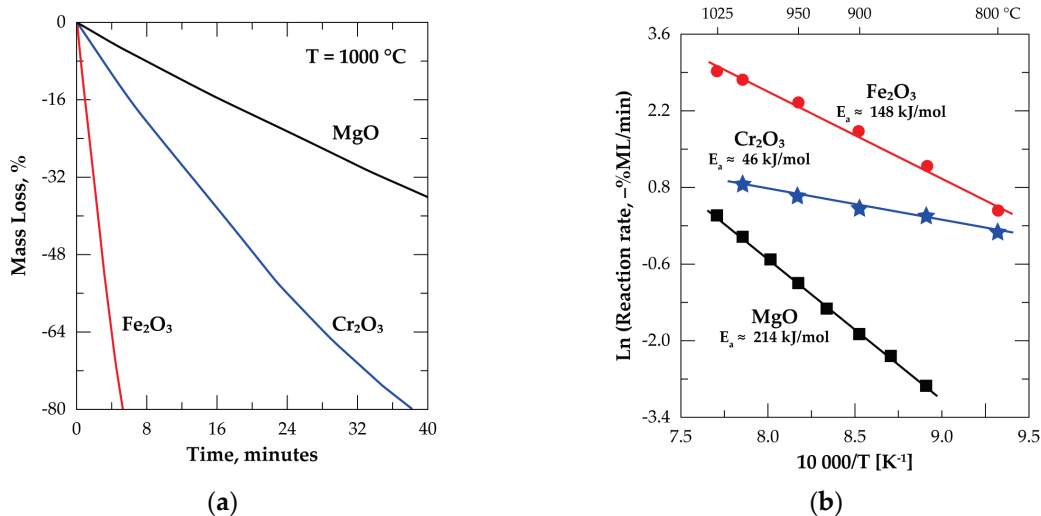 0
-16
-32
-48
-64
-80
Mass Loss, %
T = 1000 °C
MgO
Fe₂O₃
Cr₂O₃
0 8 16 24 32 40
Time, minutes
(a)
1025 950 900 800 °C
3.6
2.2
0.8
-0.6
-2.0
-3.4
Ln (Reaction rate, –%ML/min)
Fe₂O₃
Eₐ ≈ 148 kJ/mol
Cr₂O₃
Eₐ ≈ 46 kJ/mol
MgO
Eₐ ≈ 214 kJ/mol
7.5 8.0 8.5 9.0 9.5
10 000/T [K⁻¹]
(b)